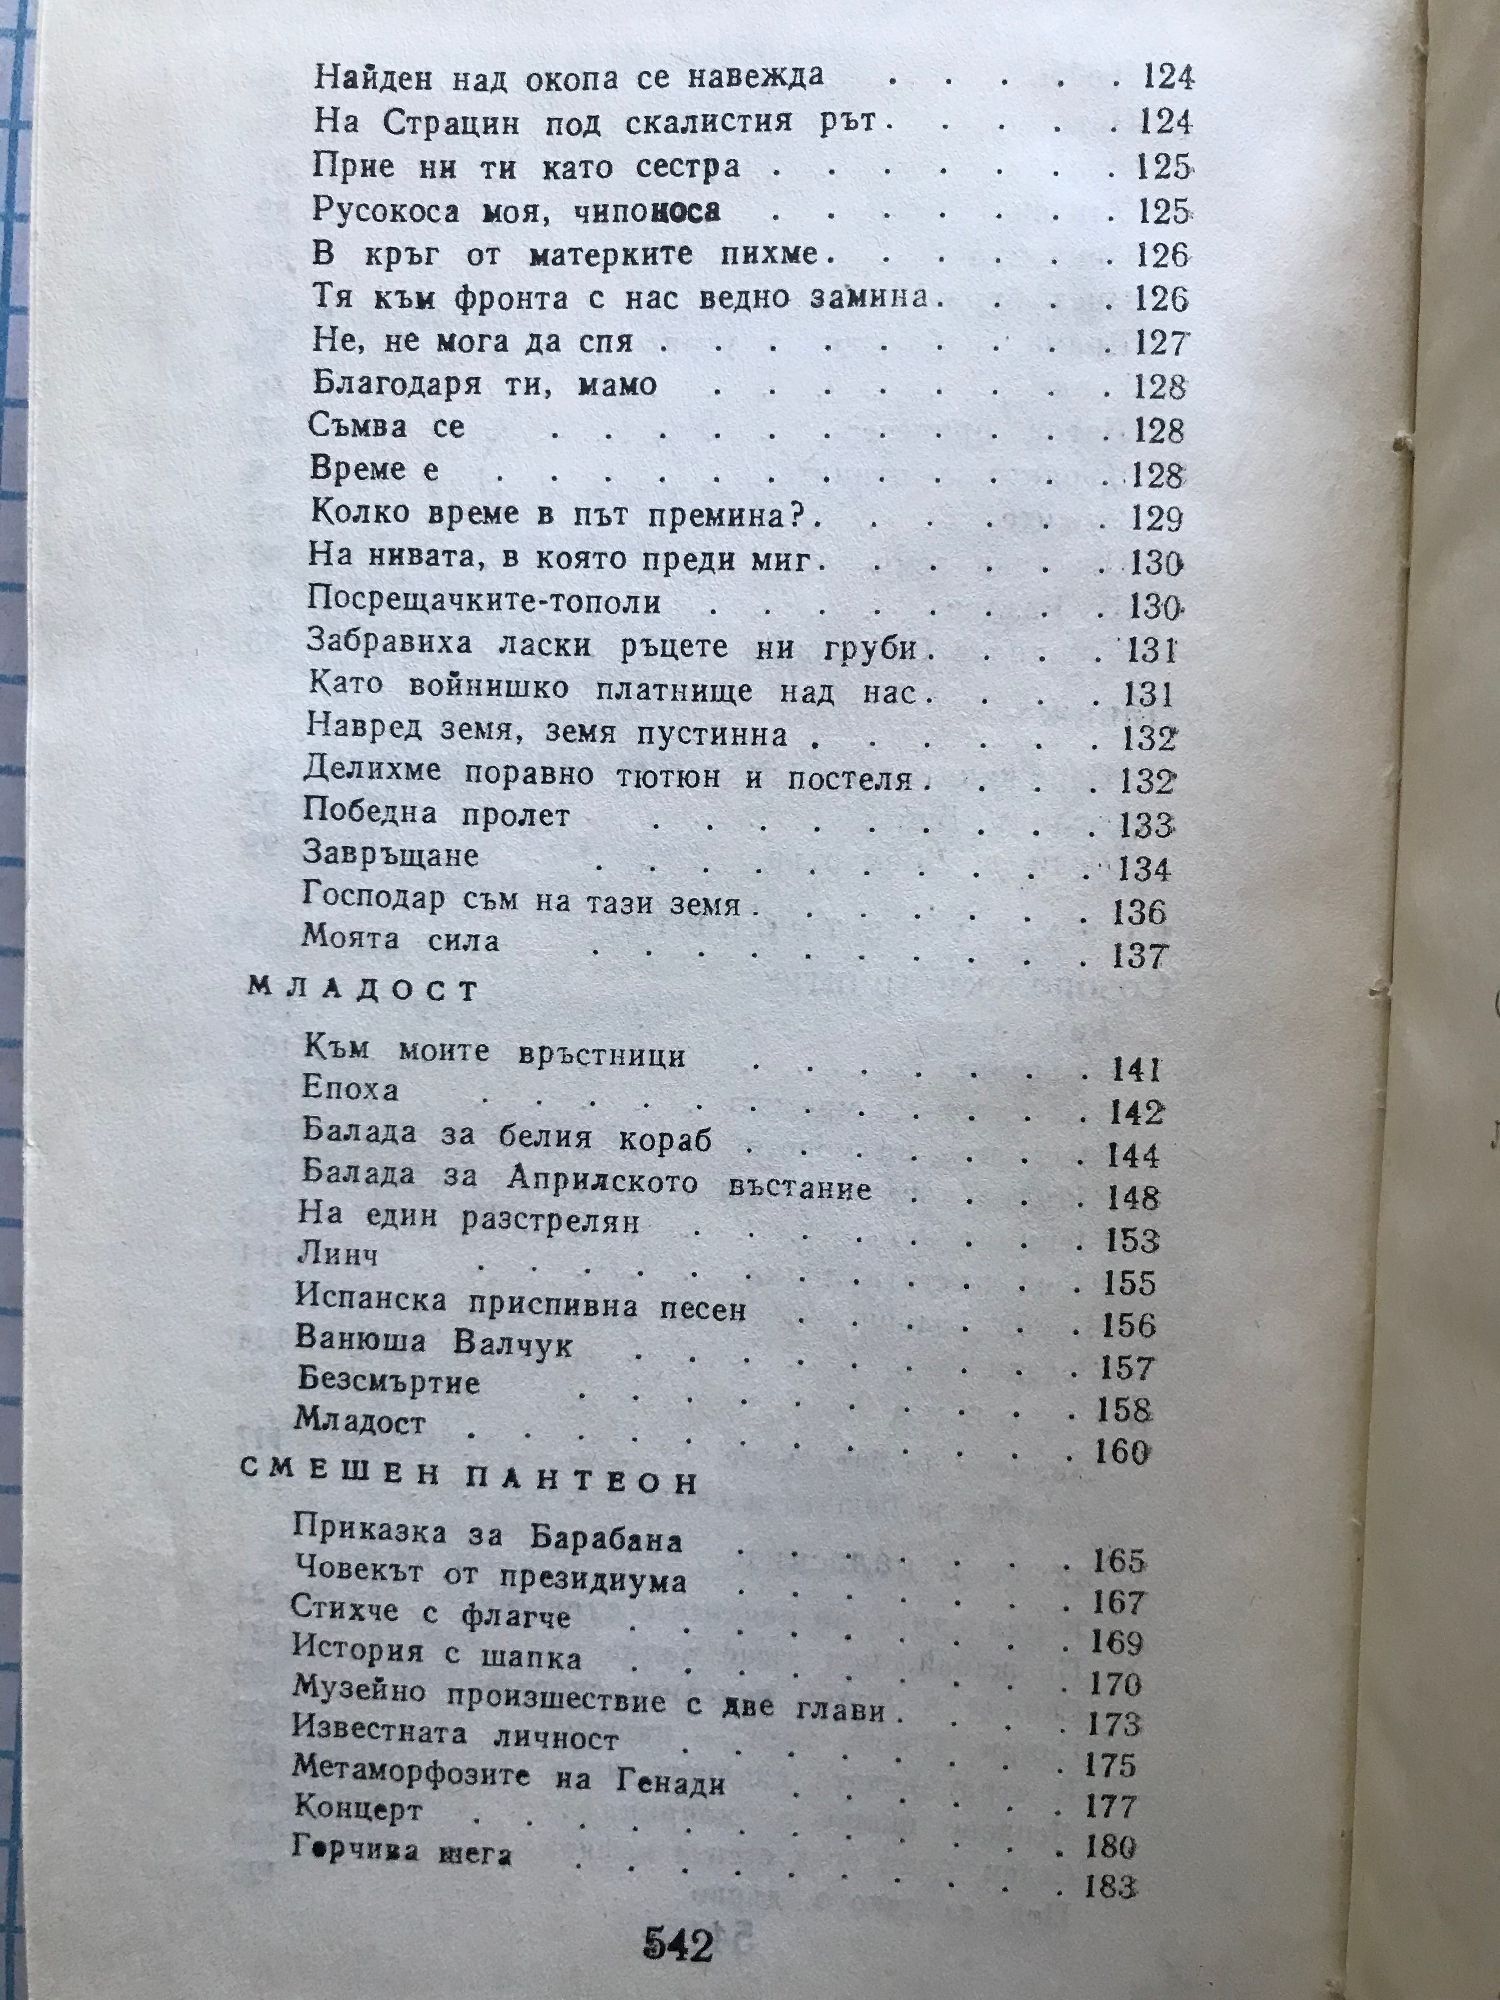 Найден над окопа се навежда . . . . . 124
На Страцин под скалистия рът . . . . . 124
Прие ни ти като сестра . . . . . . . 125
Русокоса моя, чипоноса . . . . . . . 125
В кръг от матерките пихме . . . . . . 126
Тя към фронта с нас ведно замина . . . . 126
Не, не мога да спя . . . . . . . . . 127
Благодаря ти, мамо . . . . . . . . 128
Съмва се . . . . . . . . . . . 128
Време е . . . . . . . . . . . . 128
Колко време в път премина? . . . . . . 129
На нивата, в която преди миг . . . . . . 130
Посрещачките-тополи . . . . . . . . 130
Забравиха ласки ръцете ни груби . . . . 131
Като войнишко платнище над нас . . . . 131
Навред земя, земя пустинна . . . . . . 132
Делихме поравно тютюн и постеля . . . . 132
Победна пролет . . . . . . . . . 133
Завръщане . . . . . . . . . . 134
Господар съм на тази земя . . . . . . . 136
Моята сила . . . . . . . . . . 137
МЛАДОСТ
Към моите връстници . . . . . . . 141
Епоха . . . . . . . . . . . . 142
Балада за белия кораб . . . . . . . 144
Балада за Априлското въстание . . . . 148
На един разстрелян . . . . . . . . 153
Линч . . . . . . . . . . . . 155
Испанска приспивна песен . . . . . . 156
Ванюша Валчук . . . . . . . . . 157
Безсмъртие . . . . . . . . . . 158
Младост . . . . . . . . . . . . 160
СМЕШЕН ПАНТЕОН
Приказка за Барабана . . . . . . . 165
Човекът от президиума . . . . . . . 167
Стихче с флагче . . . . . . . . . 169
История с шапка . . . . . . . . . 170
Музейно произшествие с две глави . . . . 173
Известната личност . . . . . . . . 175
Метаморфозите на Генади . . . . . . 177
Концерт . . . . . . . . . . . . 180
Горчива шега . . . . . . . . . . 183
542